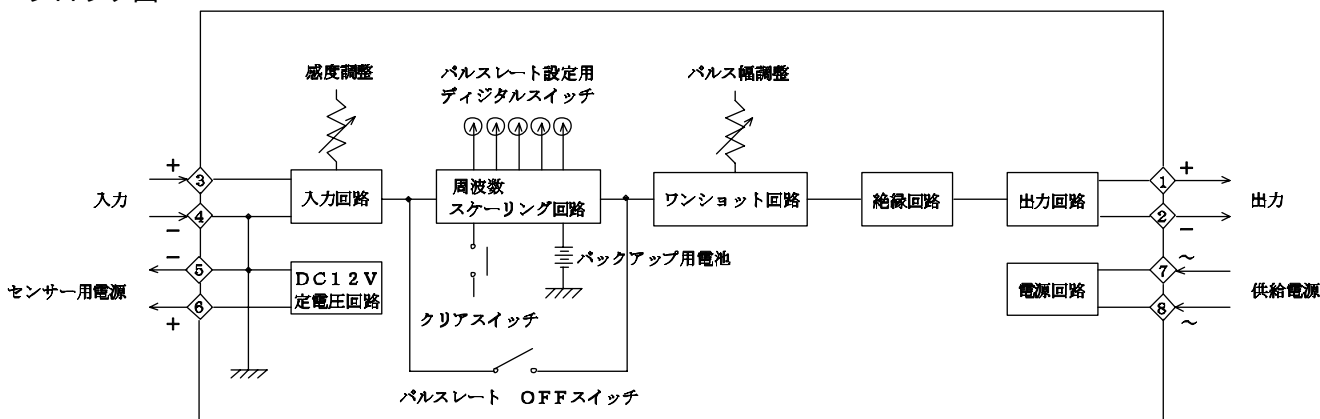 ブロック図
感度調整
パルスレート設定用
ディジタルスイッチ
パルス幅調整
+
3
入力
4
−
入力回路
周波数
スケーリング回路
ワンショット回路
絶縁回路
出力回路
1
+
出力
2
−
−
5
センサー用電源
6
+
DC12V
定電圧回路
バックアップ用電池
クリアスイッチ
電源回路
7
~
供給電源
8
~
パルスレート OFFスイッチ